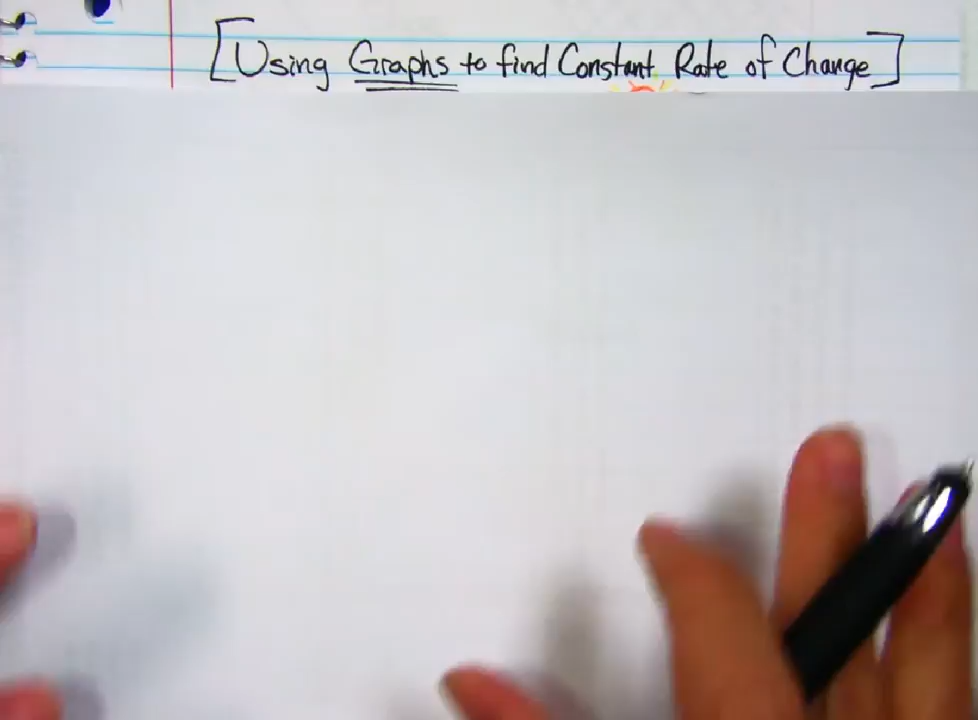 [Using Graphs to find Constant Rate of Change]